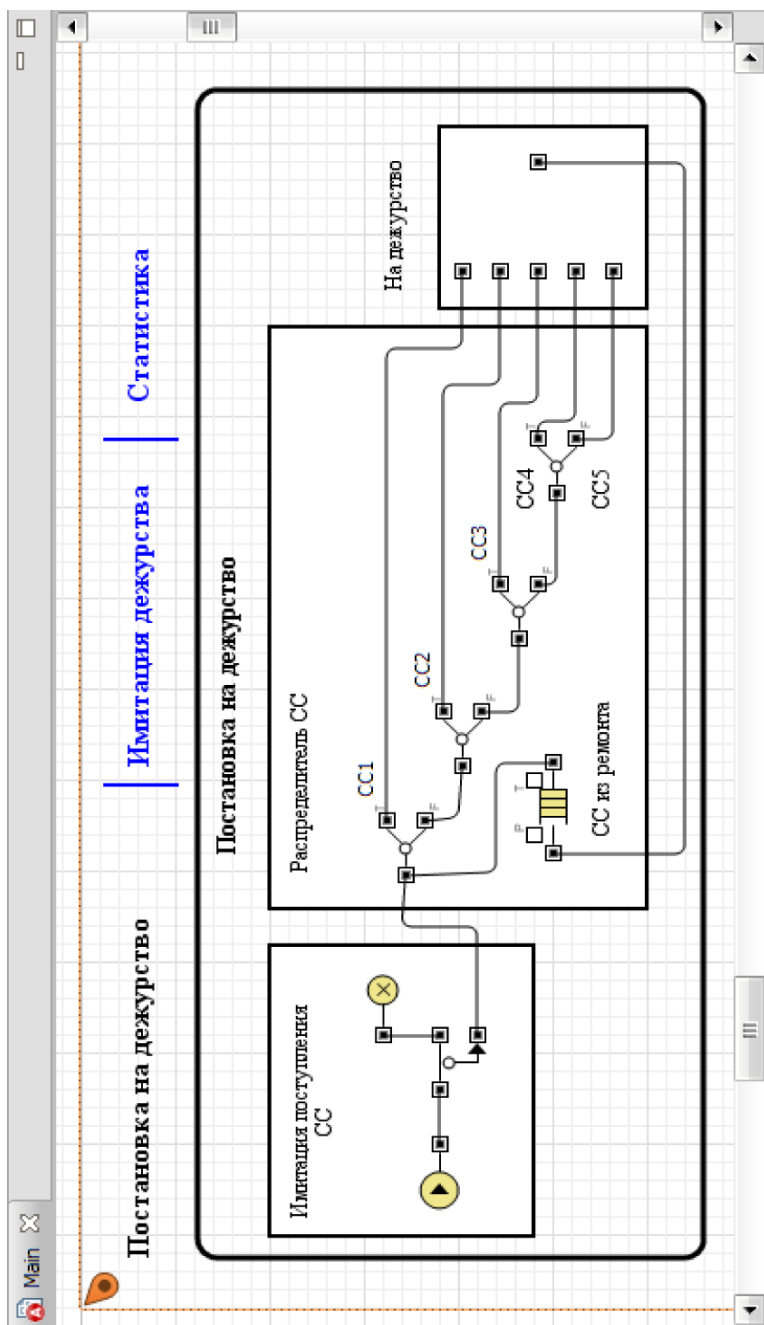 Main
Постановка на дежурство
Имитация дежурства
Статистика
Постановка на дежурство
Имитация поступления
СС
Распределитель СС
СС1
T
F
СС2
T
F
СС3
T
F
СС4
T
F
СС5
P
T
СС из ремонта
На дежурство